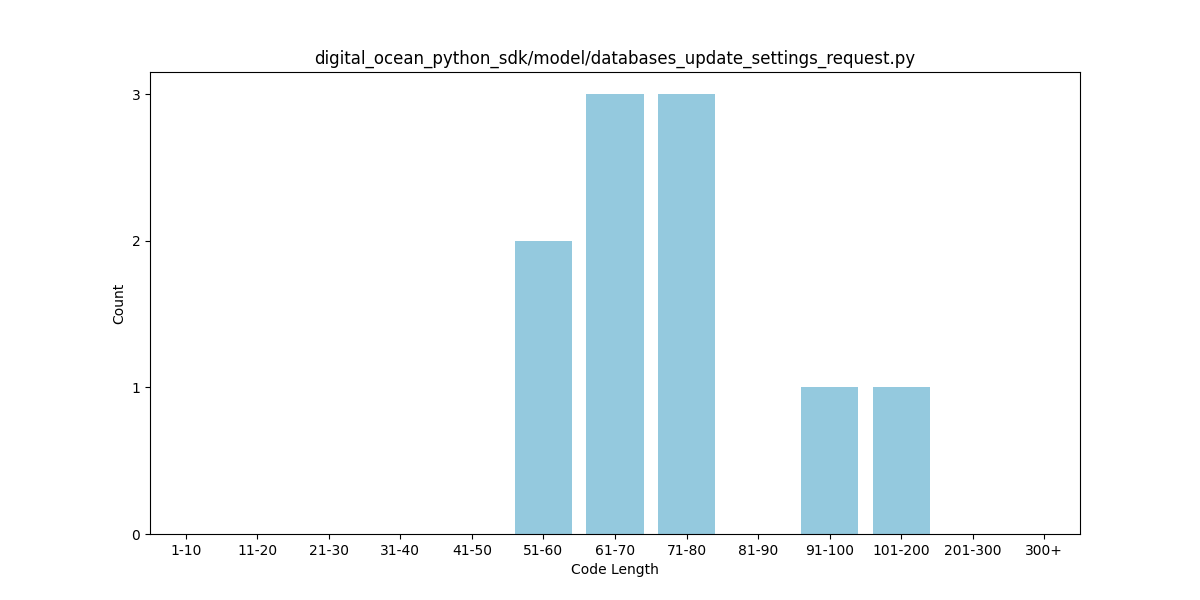 digital_ocean_python_sdk/model/databases_update_settings_request.py
3
2
1
0
Count
1-10 11-20 21-30 31-40 41-50 51-60 61-70 71-80 81-90 91-100 101-200 201-300 300+
Code Length